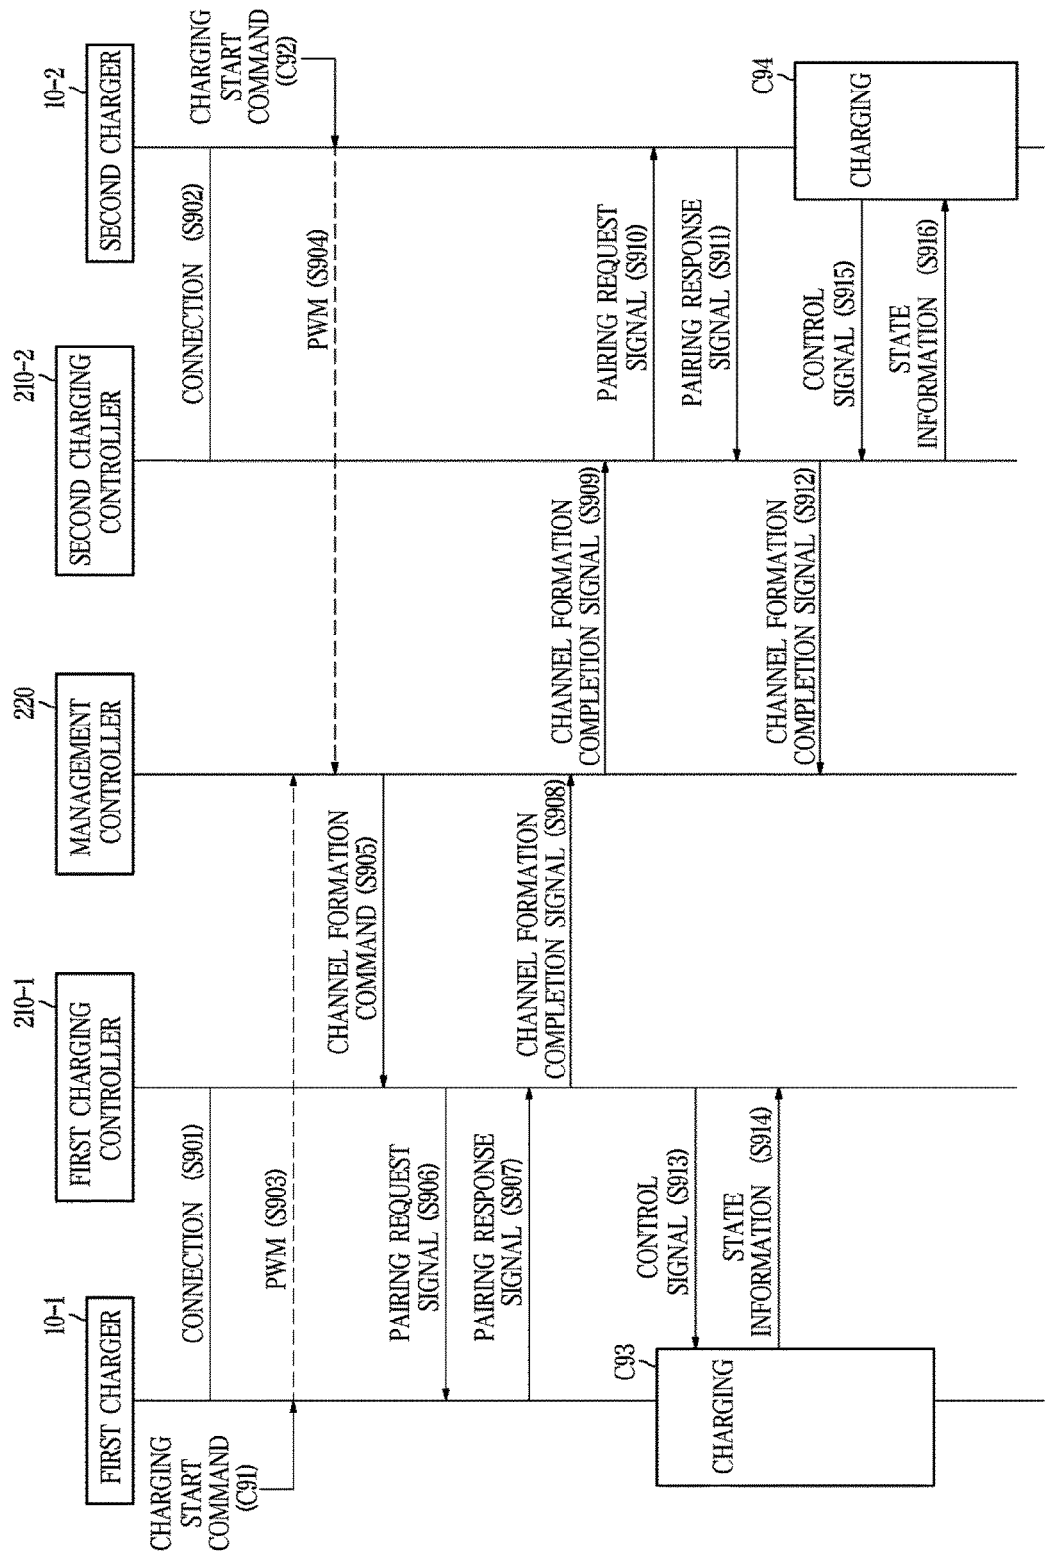 10-1
FIRST CHARGER
210-1
FIRST CHARGING
CONTROLLER
220
MANAGEMENT
CONTROLLER
210-2
SECOND CHARGING
CONTROLLER
10-2
SECOND CHARGER
CONNECTION (S901)
CONNECTION (S902)
CHARGING
START
COMMAND
(C91)
PWM (S903)
CHARGING
START
COMMAND
(C92)
PWM (S904)
CHANNEL FORMATION
COMMAND (S905)
PAIRING REQUEST
SIGNAL (S906)
PAIRING RESPONSE
SIGNAL (S907)
CHANNEL FORMATION
COMPLETION SIGNAL (S908)
CHANNEL FORMATION
COMPLETION SIGNAL (S909)
PAIRING REQUEST
SIGNAL (S910)
PAIRING RESPONSE
SIGNAL (S911)
CHANNEL FORMATION
COMPLETION SIGNAL (S912)
C93
CHARGING
CONTROL
SIGNAL (S913)
STATE
INFORMATION (S914)
C94
CHARGING
CONTROL
SIGNAL (S915)
STATE
INFORMATION (S916)